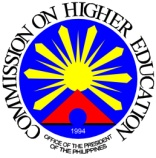 COMMISSION ON HIGHER EDUCATION
1994
OFFICE OF THE PRESIDENT
OF THE PHILIPPINES